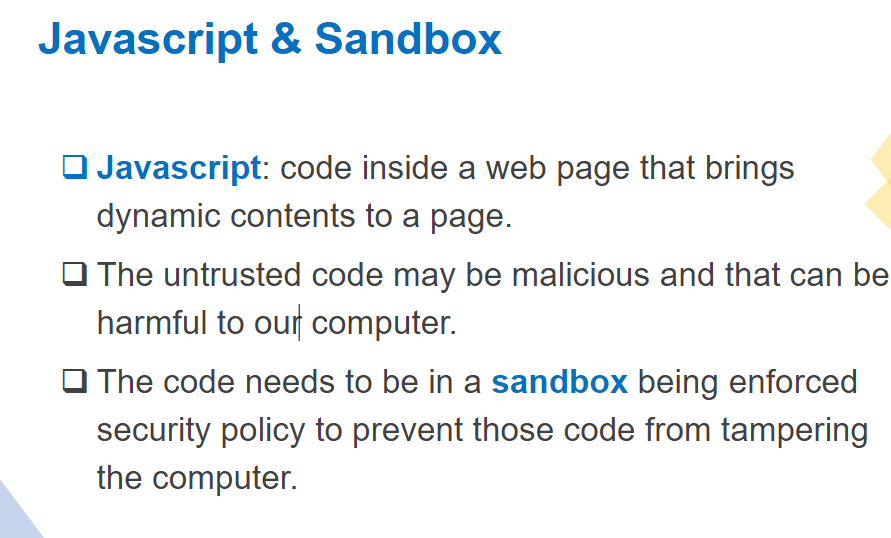 Javascript & Sandbox
Javascript: code inside a web page that brings
dynamic contents to a page.
The untrusted code may be malicious and that can be
harmful to our computer.
The code needs to be in a sandbox being enforced
security policy to prevent those code from tampering
the computer.